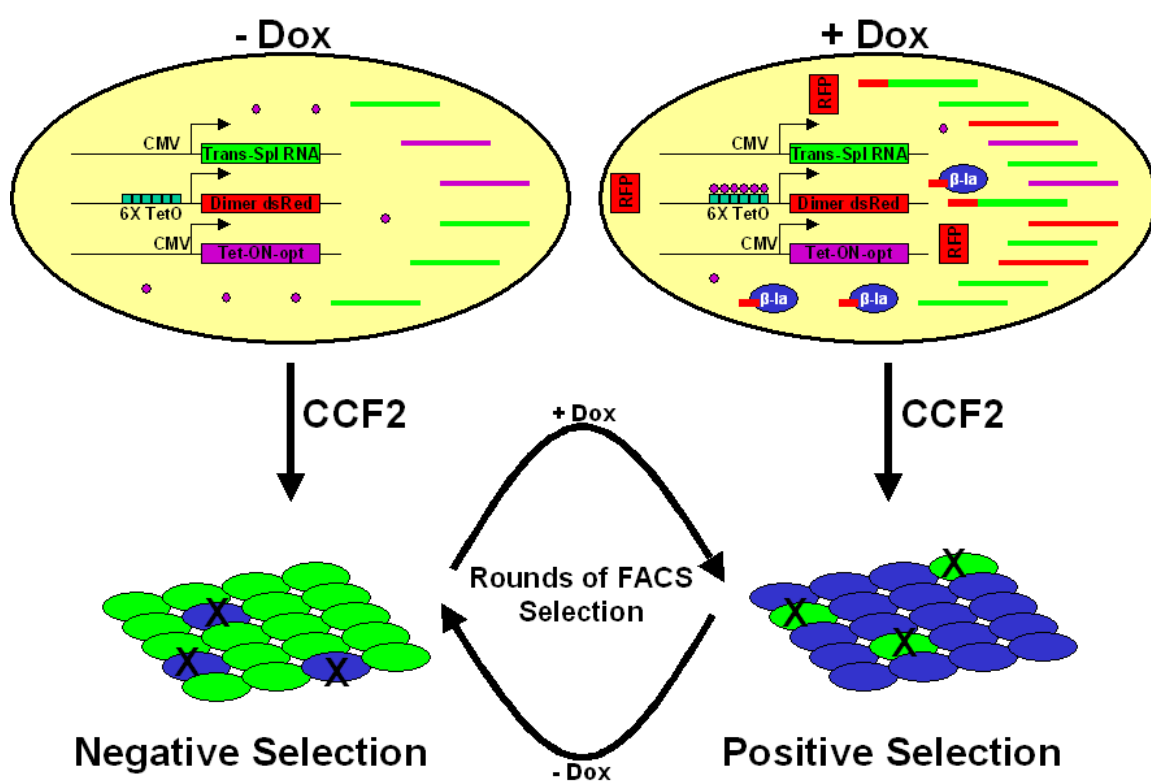 - Dox
CMV
Trans-Spl RNA
6X TetO
Dimer dsRed
CMV
Tet-ON-opt
+ Dox
RFP
CMV
Trans-Spl RNA
β-la
RFP
6X TetO
Dimer dsRed
RFP
CMV
Tet-ON-opt
β-la
β-la
CCF2
+ Dox
CCF2
Rounds of FACS
Selection
X
X
X
X
X
X
Negative Selection
- Dox
Positive Selection